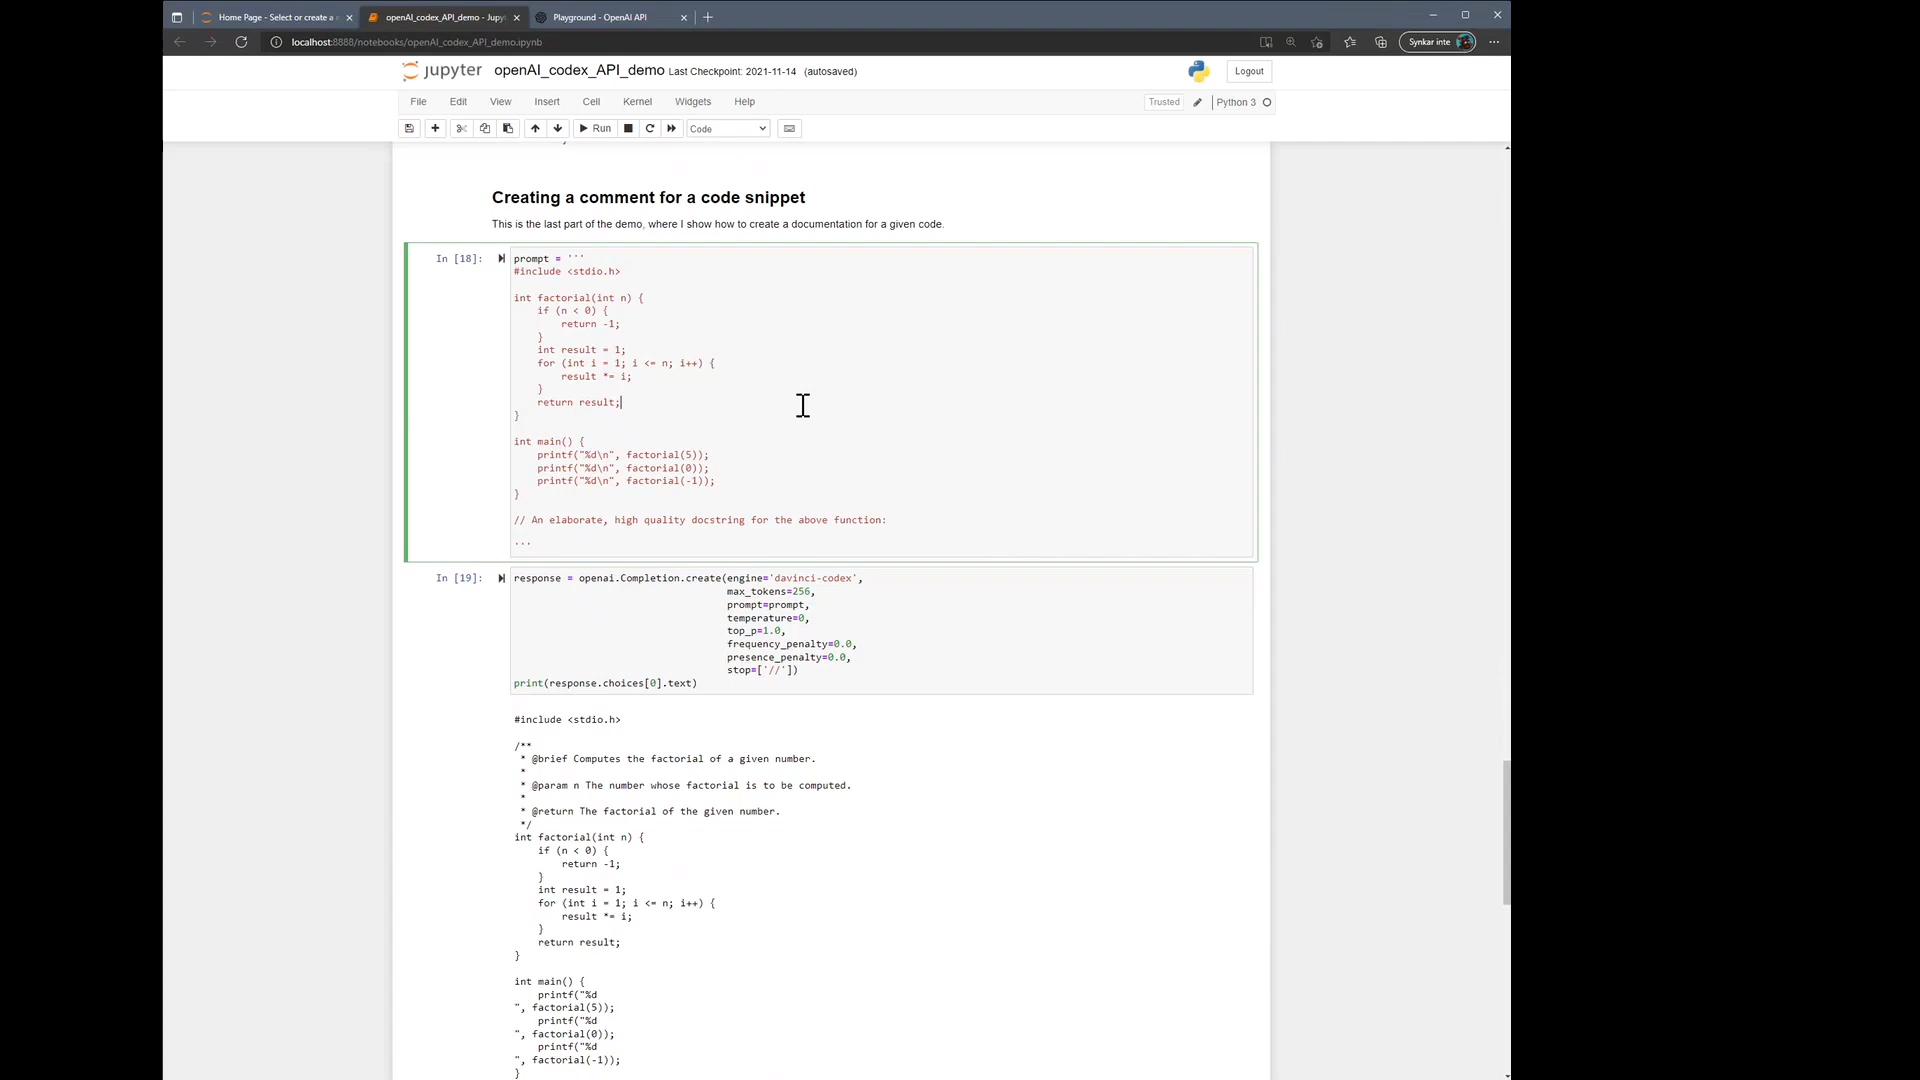 Home Page - Select or create a n
openAI_codex_API_demo - Jupy
Playground - OpenAI API
localhost:8888/notebooks/openAI_codex_API_demo.ipynb
Synkar inte
jupyter openAI_codex_API_demo Last Checkpoint: 2021-11-14 (autosaved)
Logout
File Edit View Insert Cell Kernel Widgets Help
Trusted Python 3
Run Code
Creating a comment for a code snippet
This is the last part of the demo, where I show how to create a documentation for a given code.
In [18]: prompt = '''
#include <stdio.h>
int factorial(int n) {
    if (n < 0) {
        return -1;
    }
    int result = 1;
    for (int i = 1; i <= n; i++) {
        result *= i;
    }
    return result;
}
int main() {
    printf("%d\n", factorial(5));
    printf("%d\n", factorial(0));
    printf("%d\n", factorial(-1));
}
// An elaborate, high quality docstring for the above function:
'''
In [19]: response = openai.Completion.create(engine='davinci-codex',
max_tokens=256,
prompt=prompt,
temperature=0,
top_p=1.0,
frequency_penalty=0.0,
presence_penalty=0.0,
stop=['//'])
print(response.choices[0].text)
#include <stdio.h>
/**
 * @brief Computes the factorial of a given number.
 *
 * @param n The number whose factorial is to be computed.
 *
 * @return The factorial of the given number.
 */
int factorial(int n) {
    if (n < 0) {
        return -1;
    }
    int result = 1;
    for (int i = 1; i <= n; i++) {
        result *= i;
    }
    return result;
}
int main() {
    printf("%d
", factorial(5));
    printf("%d
", factorial(0));
    printf("%d
", factorial(-1));
}